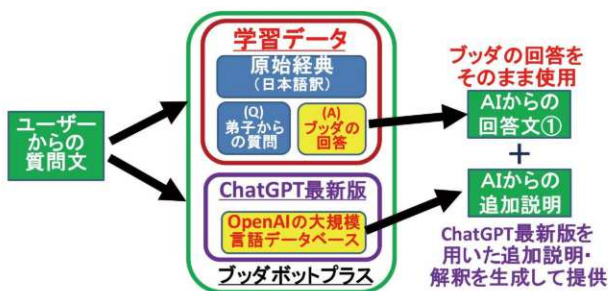 ユーザー
からの
質問文
学習データ
原始経典
(日本語訳)
(Q)
弟子から
の質問
(A)
ブッダの
回答
ChatGPT最新版
OpenAIの大規模
言語データベース
ブッダボットプラス
ブッダの回答を
そのまま使用
AIからの
回答文①
+
AIからの
追加説明
ChatGPT最新版を
用いた追加説明・
解釈を生成して提供